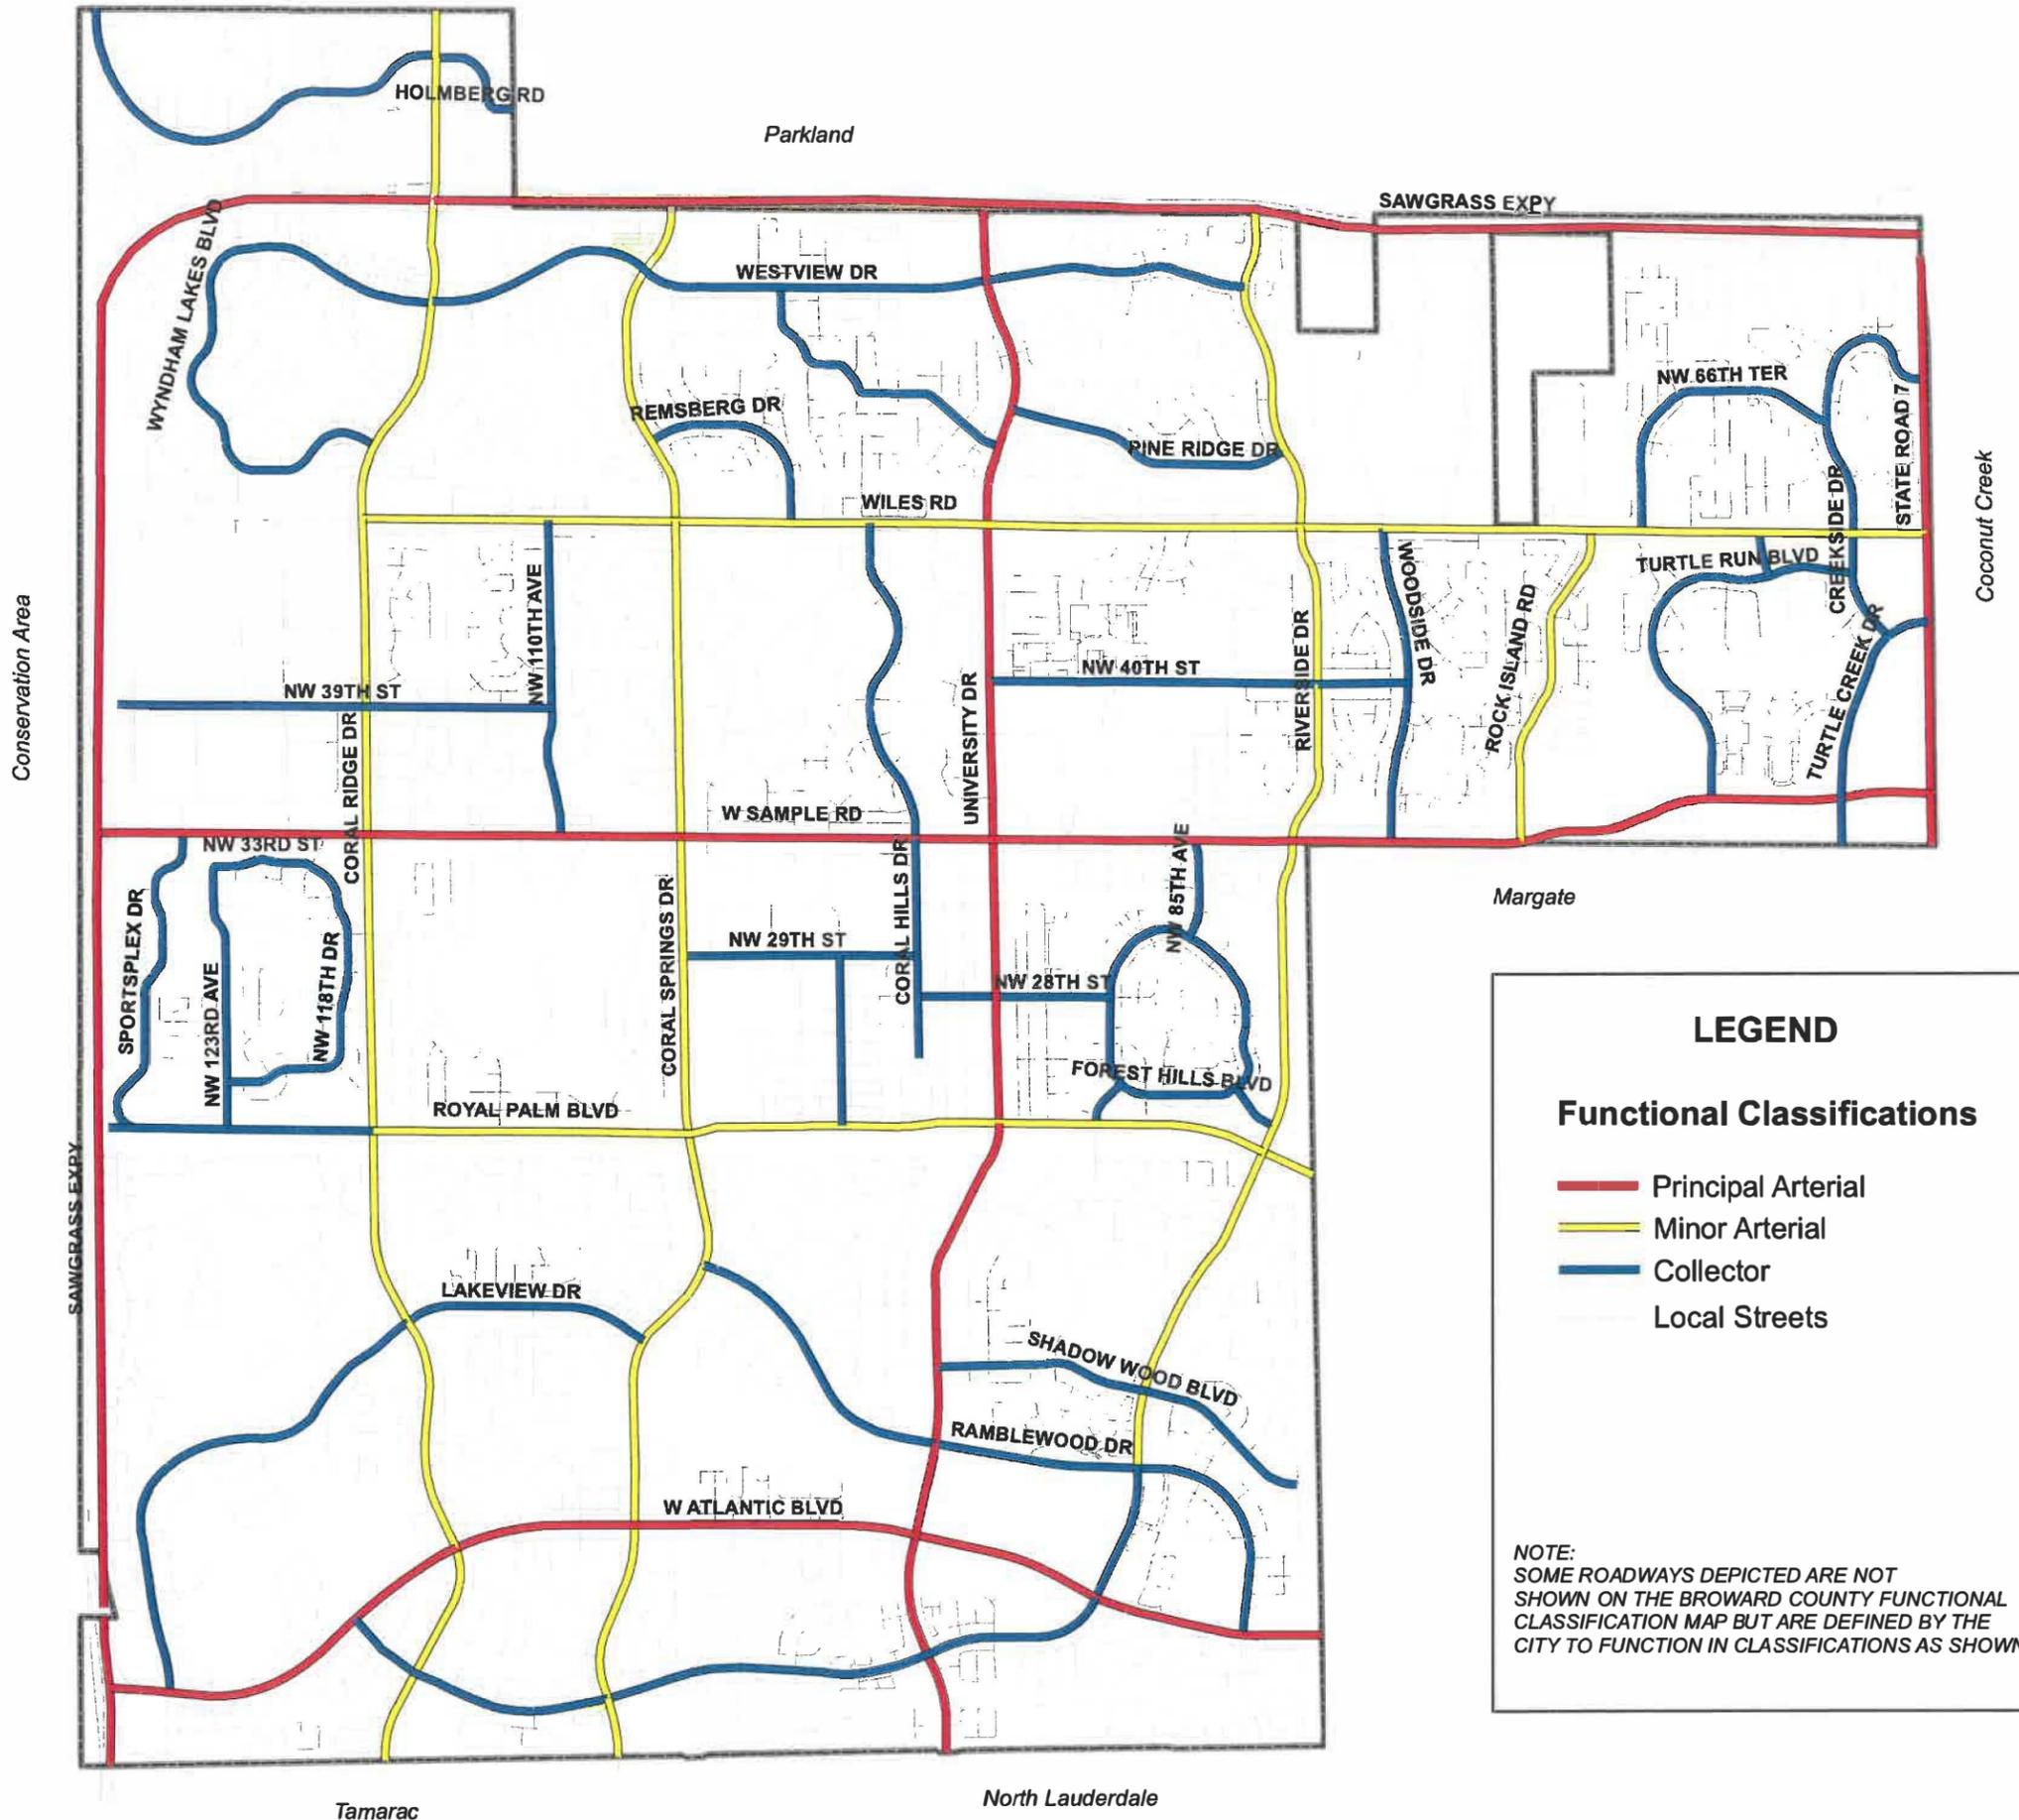 HOLMBERG RD
Parkland
SAWGRASS EXPY
WYNDHAM LAKES BLVD
WESTVIEW DR
NW 66TH TER
REMSBERG DR
PINE RIDGE DR
STATE ROAD 7
Coconut Creek
WILES RD
CREEKSIDE DR
TURTLE RUN BLVD
NW 110TH AVE
WOODSIDE DR
ROCK ISLAND RD
Conservation Area
NW 39TH ST
NW 40TH ST
RIVERSIDE DR
UNIVERSITY DR
TURTLE CREEK DR
CORAL RIDGE DR
W SAMPLE RD
NW 33RD ST
CORAL HILLS DR
NW 85TH AVE
Margate
SPORTSPLEX DR
NW 123RD AVE
NW 118TH DR
CORAL SPRINGS DR
NW 29TH ST
NW 28TH ST
FOREST HILLS BLVD
ROYAL PALM BLVD
SAWGRASS EXPY
LAKEVIEW DR
SHADOW WOOD BLVD
RAMBLEWOOD DR
W ATLANTIC BLVD
Tamarac
North Lauderdale
LEGEND
Functional Classifications
Principal Arterial
Minor Arterial
Collector
Local Streets
NOTE:
SOME ROADWAYS DEPICTED ARE NOT
SHOWN ON THE BROWARD COUNTY FUNCTIONAL
CLASSIFICATION MAP BUT ARE DEFINED BY THE
CITY TO FUNCTION IN CLASSIFICATIONS AS SHOWN